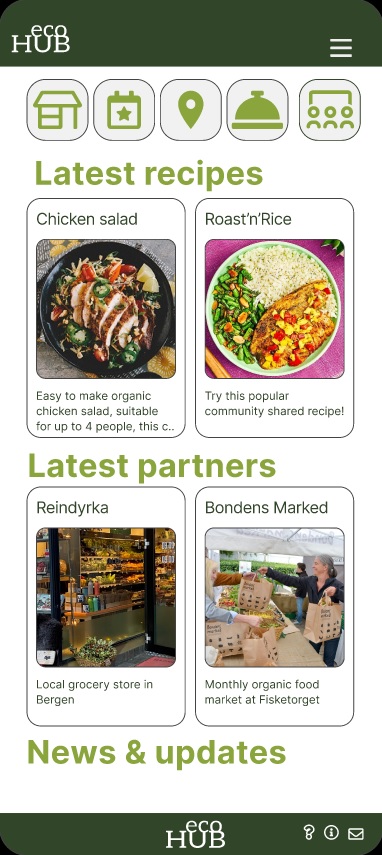 eco
HUB
Latest recipes
Chicken salad
Roast’n’Rice
Easy to make organic
chicken salad, suitable
for up to 4 people, this c..
Try this popular
community shared recipe!
Latest partners
Reindyrka
Bondens Marked
Local grocery store in
Bergen
Monthly organic food
market at Fisketorget
News & updates
eco
HUB